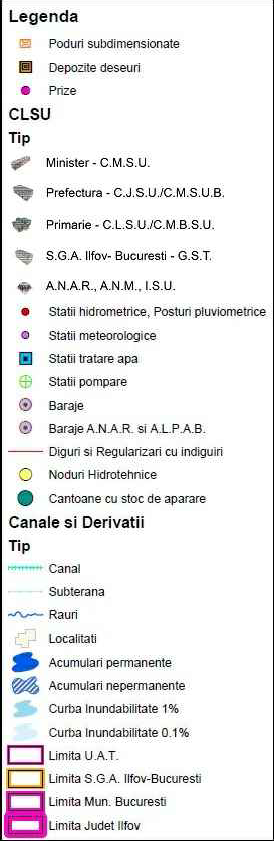 Legenda
Poduri subdimensionate
Depozite deseuri
Prize
CLSU
Tip
Minister - C.M.S.U.
Prefectura - C.J.S.U./C.M.S.U.B.
Primarie - C.L.S.U./C.M.B.S.U.
S.G.A. Ilfov- Bucuresti - G.S.T.
A.N.A.R., A.N.M., I.S.U.
Statii hidrometrice, Posturi pluviometrice
Statii meteorologice
Statii tratare apa
Statii pompare
Baraje
Baraje A.N.A.R. si A.L.P.A.B.
Diguri si Regularizari cu indiguiri
Noduri Hidrotehnice
Cantoane cu stoc de aparare
Canale si Derivatii
Tip
Canal
Subterana
Rauri
Localitati
Acumulari permanente
Acumulari nepermanente
Curba Inundabilitate 1%
Curba Inundabilitate 0.1%
Limita U.A.T.
Limita S.G.A. Ilfov-Bucuresti
Limita Mun. Bucuresti
Limita Judet Ilfov